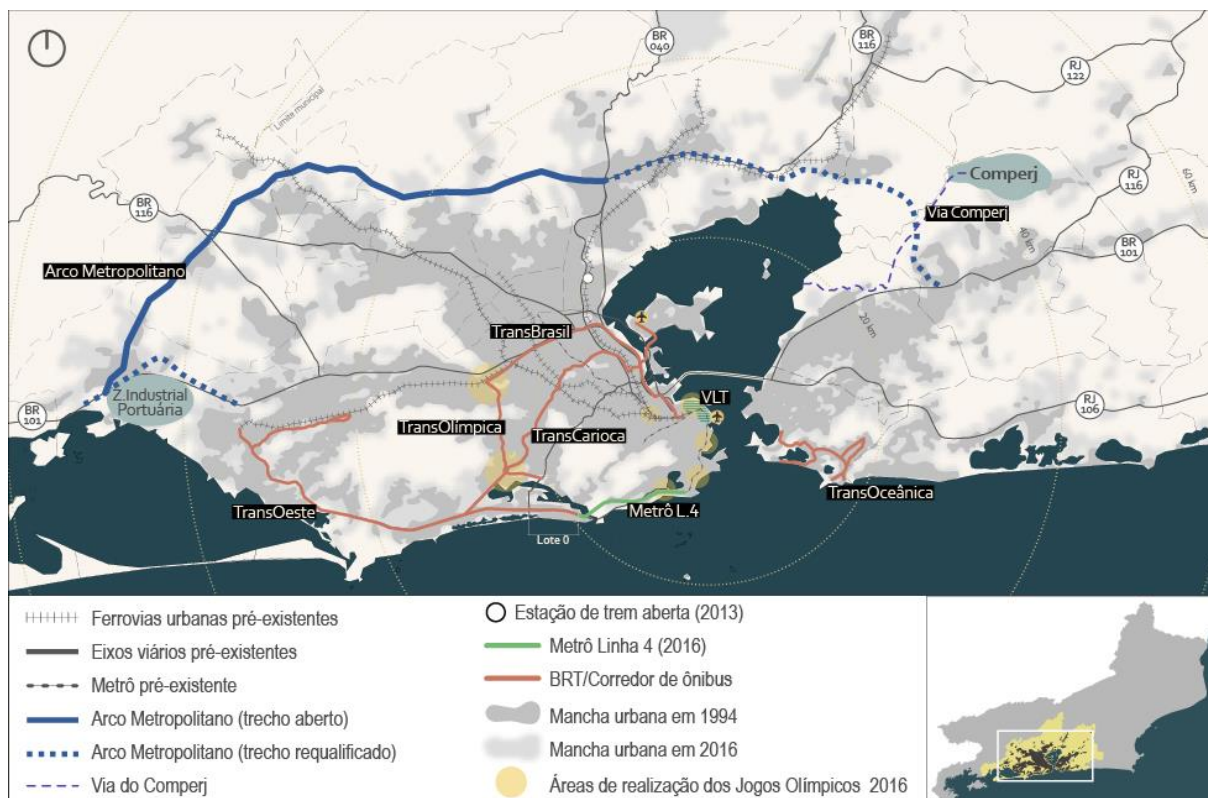 BR
040
BR
116
RJ
122
Limite municipal
60 km
Comperj
RJ
116
BR
116
Via Comperj
40 km
BR
101
Arco Metropolitano
20 km
TransBrasil
Z.Industrial
Portuária
VLT
BR
101
RJ
106
TransOlímpica
TransCarioca
TransOceânica
TransOeste
Metrô L.4
Lote 0
Ferrovias urbanas pré-existentes
Eixos viários pré-existentes
Metrô pré-existente
Arco Metropolitano (trecho aberto)
Arco Metropolitano (trecho requalificado)
Via do Comperj
Estação de trem aberta (2013)
Metrô Linha 4 (2016)
BRT/Corredor de ônibus
Mancha urbana em 1994
Mancha urbana em 2016
Áreas de realização dos Jogos Olímpicos 2016